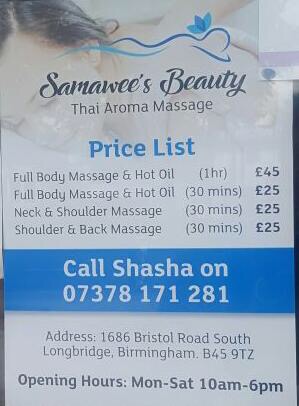 Samawee's Beauty
Thai Aroma Massage
Price List
Full Body Massage & Hot Oil (1hr) £45
Full Body Massage & Hot Oil (30 mins) £25
Neck & Shoulder Massage (30 mins) £25
Shoulder & Back Massage (30 mins) £25
Call Shasha on
07378 171 281
Address: 1686 Bristol Road South
Longbridge, Birmingham. B45 9TZ
Opening Hours: Mon-Sat 10am-6pm